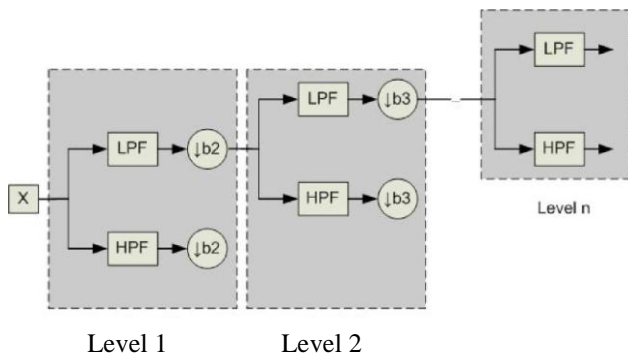 LPF
HPF
Level n
LPF
↓b3
HPF
↓b3
LPF
↓b2
X
HPF
↓b2
Level 1
Level 2